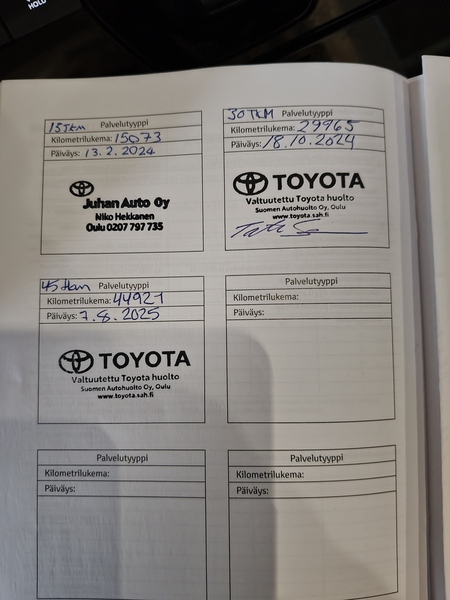 HOLD
15Tkm Palvelutyyppi
Kilometrilukema: 15073
Päiväys: 13.2.2024
Juhan Auto Oy
Niko Hekkanen
Oulu 0207 797 735
30TKM Palvelutyyppi
Kilometrilukema: 29965
Päiväys: 18.10.2024
TOYOTA
Valtuutettu Toyota huolto
Suomen Autohuolto Oy, Oulu
www.toyota.sah.fi
45tkm Palvelutyyppi
Kilometrilukema: 44921
Päiväys: 7.8.2025
TOYOTA
Valtuutettu Toyota huolto
Suomen Autohuolto Oy, Oulu
www.toyota.sah.fi
Palvelutyyppi
Kilometrilukema:
Päiväys:
Palvelutyyppi
Kilometrilukema:
Päiväys:
Palvelutyyppi
Kilometrilukema:
Päiväys: